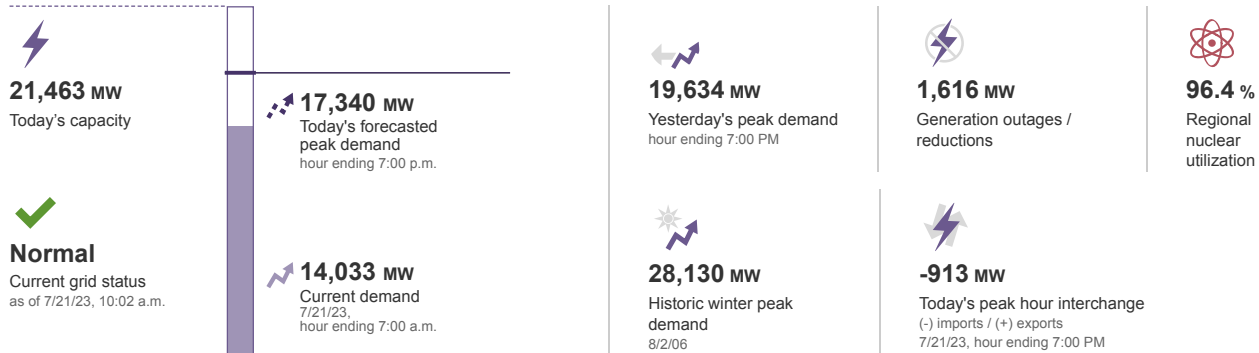 21,463 MW
Today's capacity
Normal
Current grid status
as of 7/21/23, 10:02 a.m.
17,340 MW
Today's forecasted
peak demand
hour ending 7:00 p.m.
14,033 MW
Current demand
7/21/23,
hour ending 7:00 a.m.
19,634 MW
Yesterday's peak demand
hour ending 7:00 PM
1,616 MW
Generation outages /
reductions
96.4 %
Regional
nuclear
utilization
28,130 MW
Historic winter peak
demand
8/2/06
-913 MW
Today's peak hour interchange
(-) imports / (+) exports
7/21/23, hour ending 7:00 PM